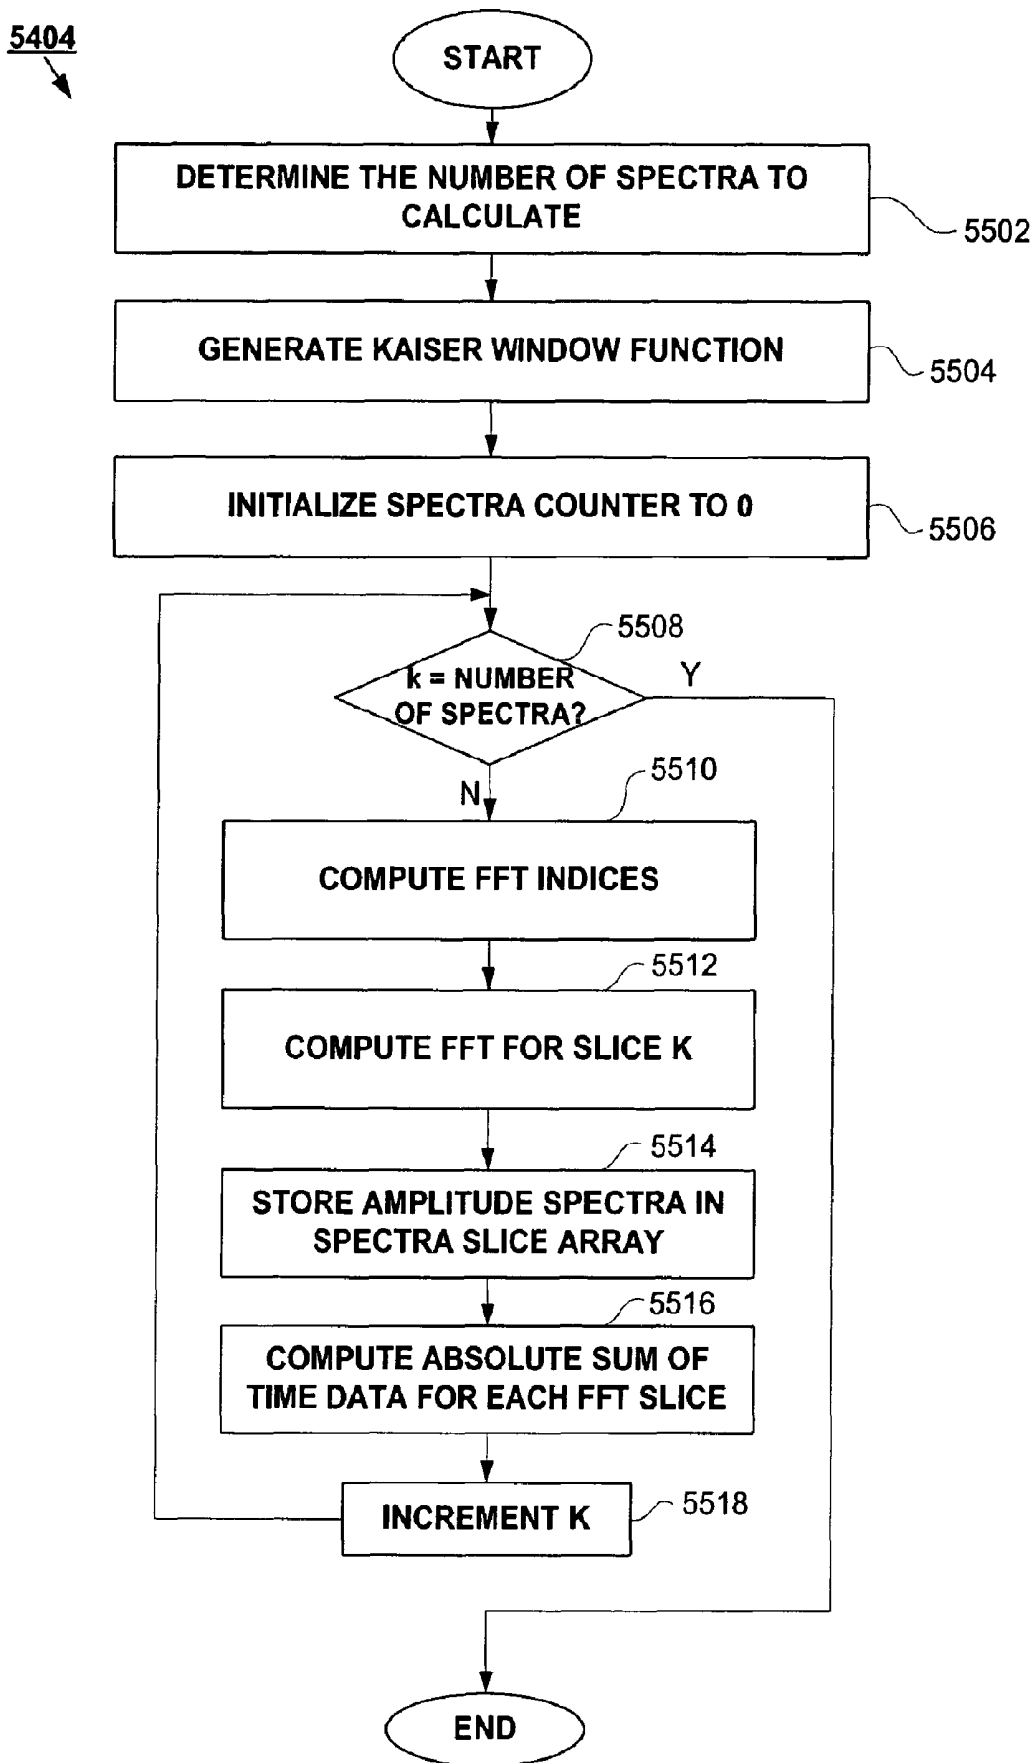 5404
START
DETERMINE THE NUMBER OF SPECTRA TO
CALCULATE
5502
GENERATE KAISER WINDOW FUNCTION
5504
INITIALIZE SPECTRA COUNTER TO 0
5506
5508
k = NUMBER
OF SPECTRA?
Y
N
5510
COMPUTE FFT INDICES
5512
COMPUTE FFT FOR SLICE K
5514
STORE AMPLITUDE SPECTRA IN
SPECTRA SLICE ARRAY
5516
COMPUTE ABSOLUTE SUM OF
TIME DATA FOR EACH FFT SLICE
INCREMENT K
5518
END